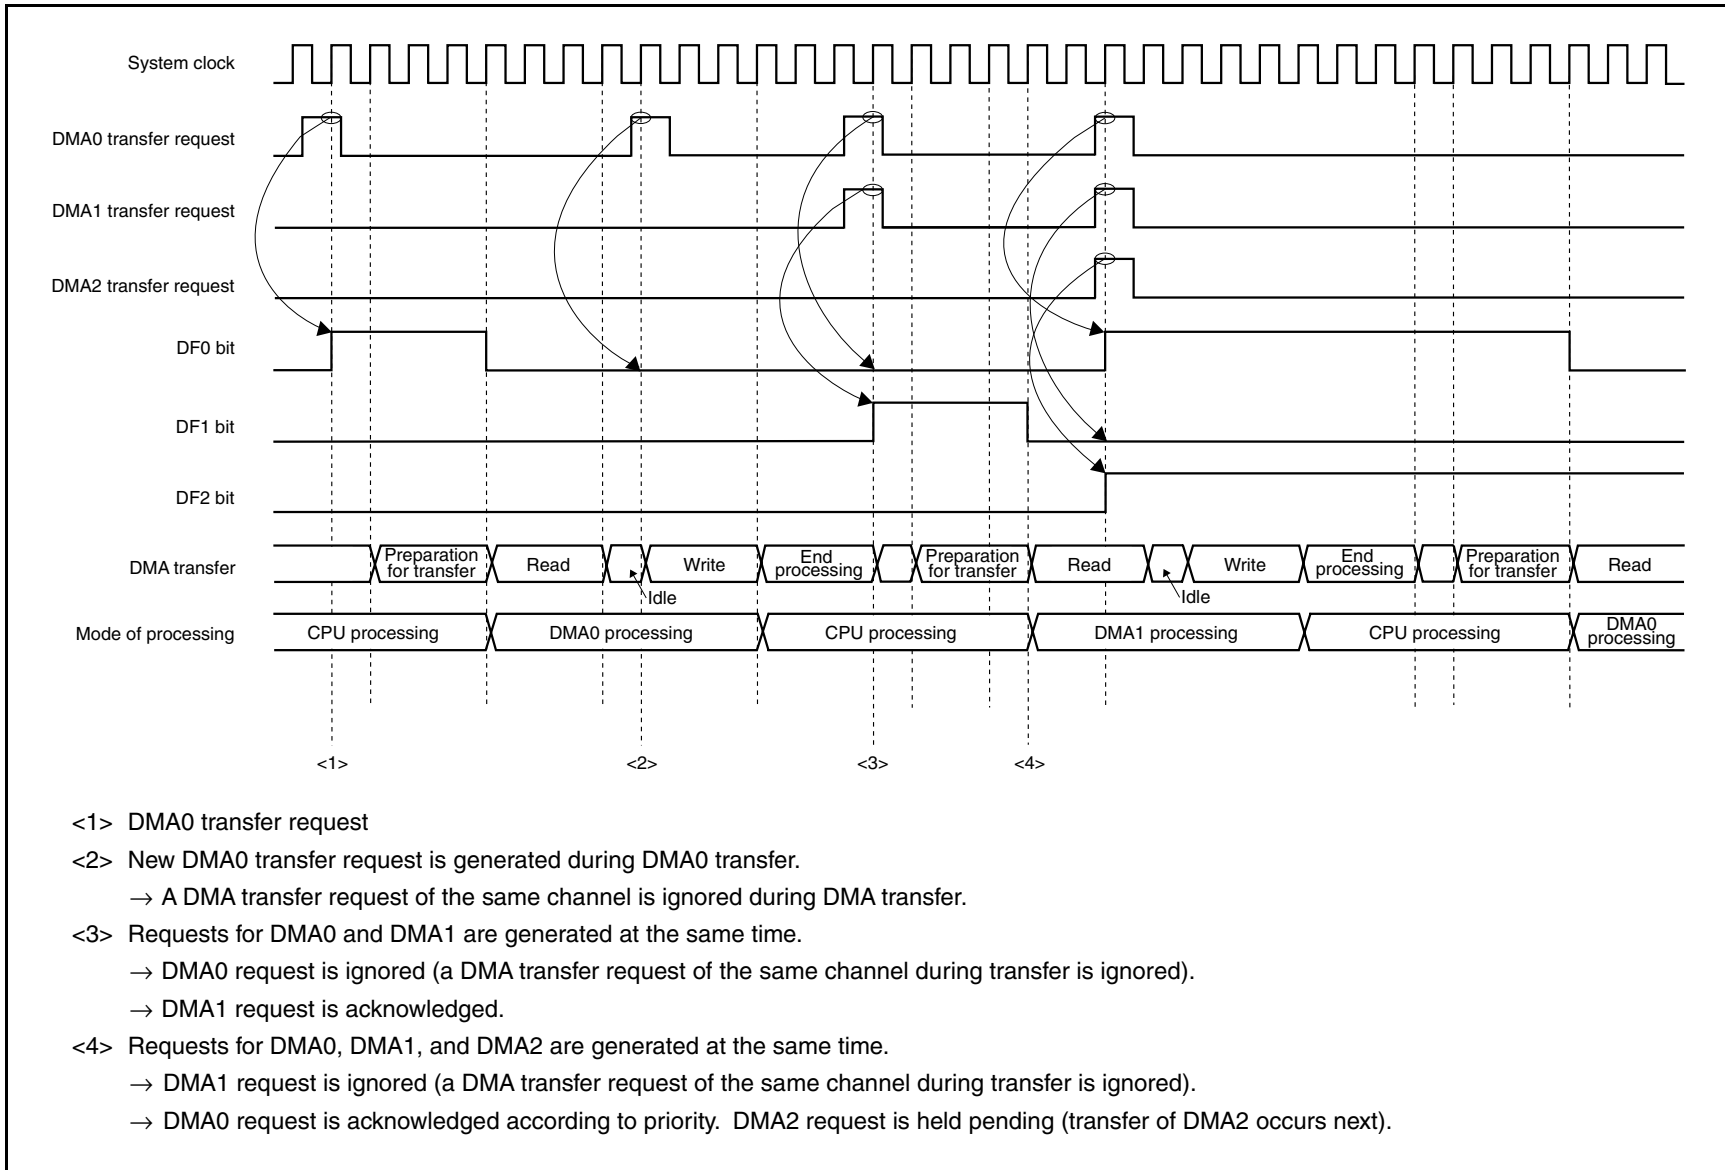 System clock
DMA0 transfer request
DMA1 transfer request
DMA2 transfer request
DF0 bit
DF1 bit
DF2 bit
DMA transfer
Preparation
for transfer
Read
Idle
Write
End
processing
Preparation
for transfer
Read
Idle
Write
End
processing
Preparation
for transfer
Read
Mode of processing
CPU processing
DMA0 processing
CPU processing
DMA1 processing
CPU processing
DMA0
processing
<1>
<2>
<3>
<4>
<1> DMA0 transfer request
<2> New DMA0 transfer request is generated during DMA0 transfer.
→ A DMA transfer request of the same channel is ignored during DMA transfer.
<3> Requests for DMA0 and DMA1 are generated at the same time.
→ DMA0 request is ignored (a DMA transfer request of the same channel during transfer is ignored).
→ DMA1 request is acknowledged.
<4> Requests for DMA0, DMA1, and DMA2 are generated at the same time.
→ DMA1 request is ignored (a DMA transfer request of the same channel during transfer is ignored).
→ DMA0 request is acknowledged according to priority. DMA2 request is held pending (transfer of DMA2 occurs next).